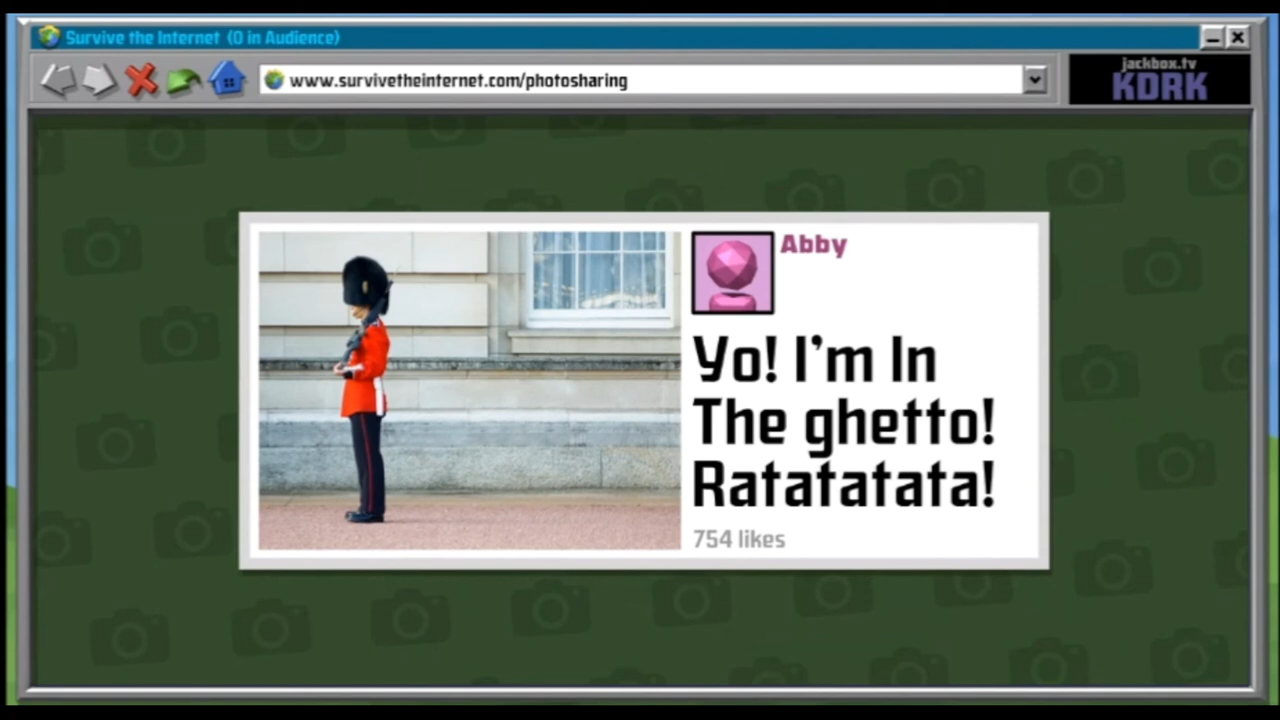 Survive the Internet (0 in Audience)
www.survivetheinternet.com/photosharing
jackbox.tv
KDRK
Abby
Yo! I'm In
The ghetto!
Ratatatata!
754 likes